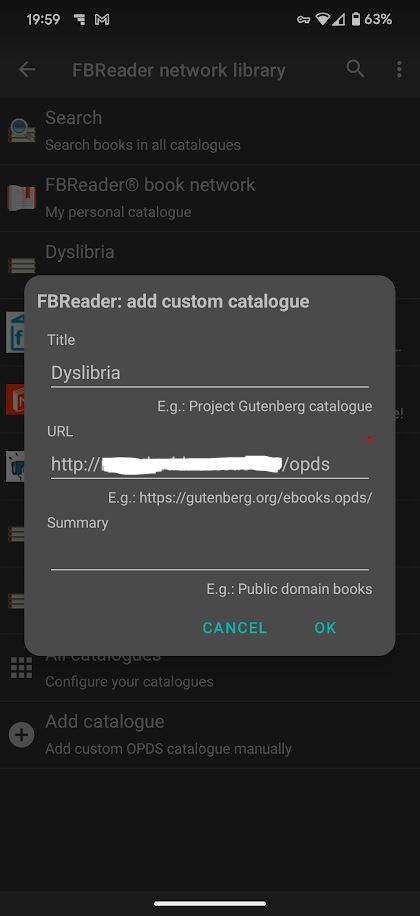 19:59
63%
FBReader network library
Search
Search books in all catalogues
FBReader® book network
My personal catalogue
Dyslibria
FBReader: add custom catalogue
Title
Dyslibria
E.g.: Project Gutenberg catalogue
URL
http://
/opds
E.g.: https://gutenberg.org/ebooks.opds/
Summary
E.g.: Public domain books
CANCEL OK
All catalogues
Configure your catalogues
Add catalogue
Add custom OPDS catalogue manually